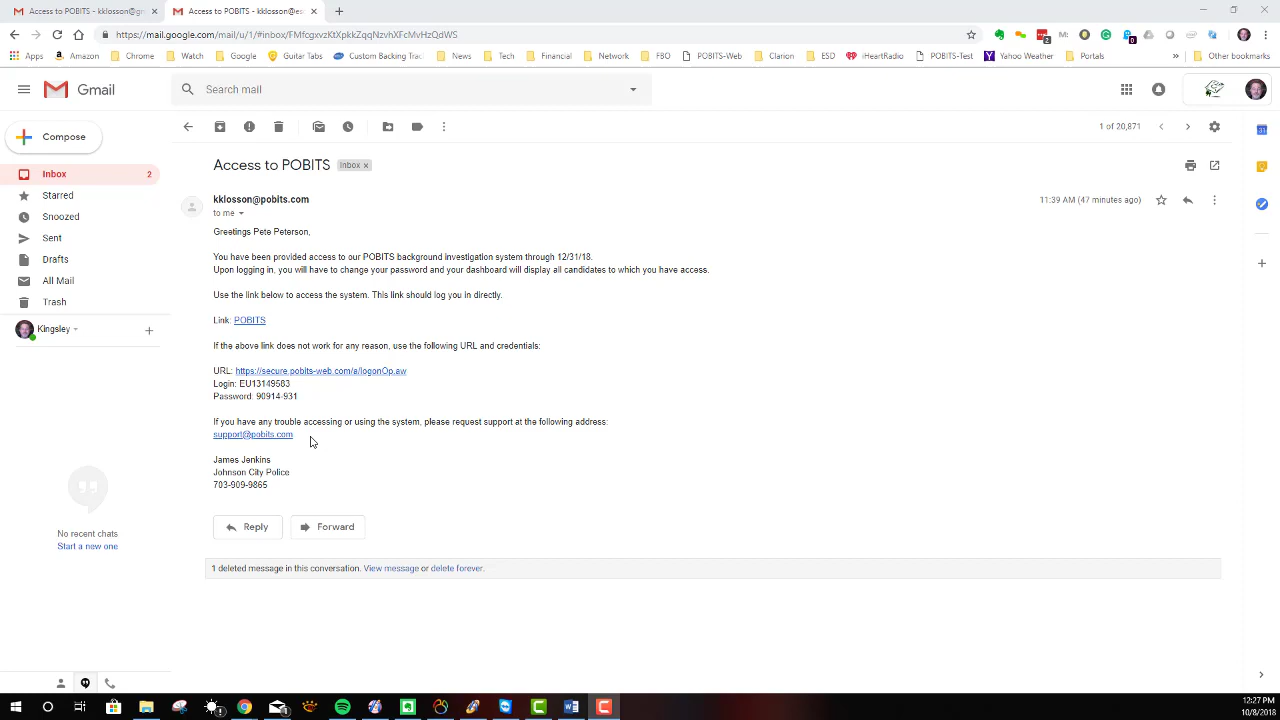 Access to POBITS - kklosson@gm
Access to POBITS - kklosson@esd
https://mail.google.com/mail/u/1/#inbox/FMfcgxvzKtXpkkZqqNzvhXFcMvHzQdWS
Apps Chrome Watch Google Guitar Tabs Custom Backing Trac News Tech Financial Network FBO POBITS-Web Clarion ESD iHeartRadio POBITS-Test Yahoo Weather Portals » Other bookmarks
Gmail
Search mail
Compose
1 of 20,871
Inbox 2
Starred
Snoozed
Sent
Drafts
All Mail
Trash
Kingsley
No recent chats
Start a new one
Access to POBITS Inbox x
kklosson@pobits.com
11:39 AM (47 minutes ago)
to me
Greetings Pete Peterson,
You have been provided access to our POBITS background investigation system through 12/31/18.
Upon logging in, you will have to change your password and your dashboard will display all candidates to which you have access.
Use the link below to access the system. This link should log you in directly.
Link: POBITS
If the above link does not work for any reason, use the following URL and credentials:
URL: https://secure.pobits-web.com/a/logonOp.aw
Login: EU13149583
Password: 90914-931
If you have any trouble accessing or using the system, please request support at the following address:
support@pobits.com
James Jenkins
Johnson City Police
703-909-9865
Reply Forward
1 deleted message in this conversation. View message or delete forever.
12:27 PM
10/8/2018